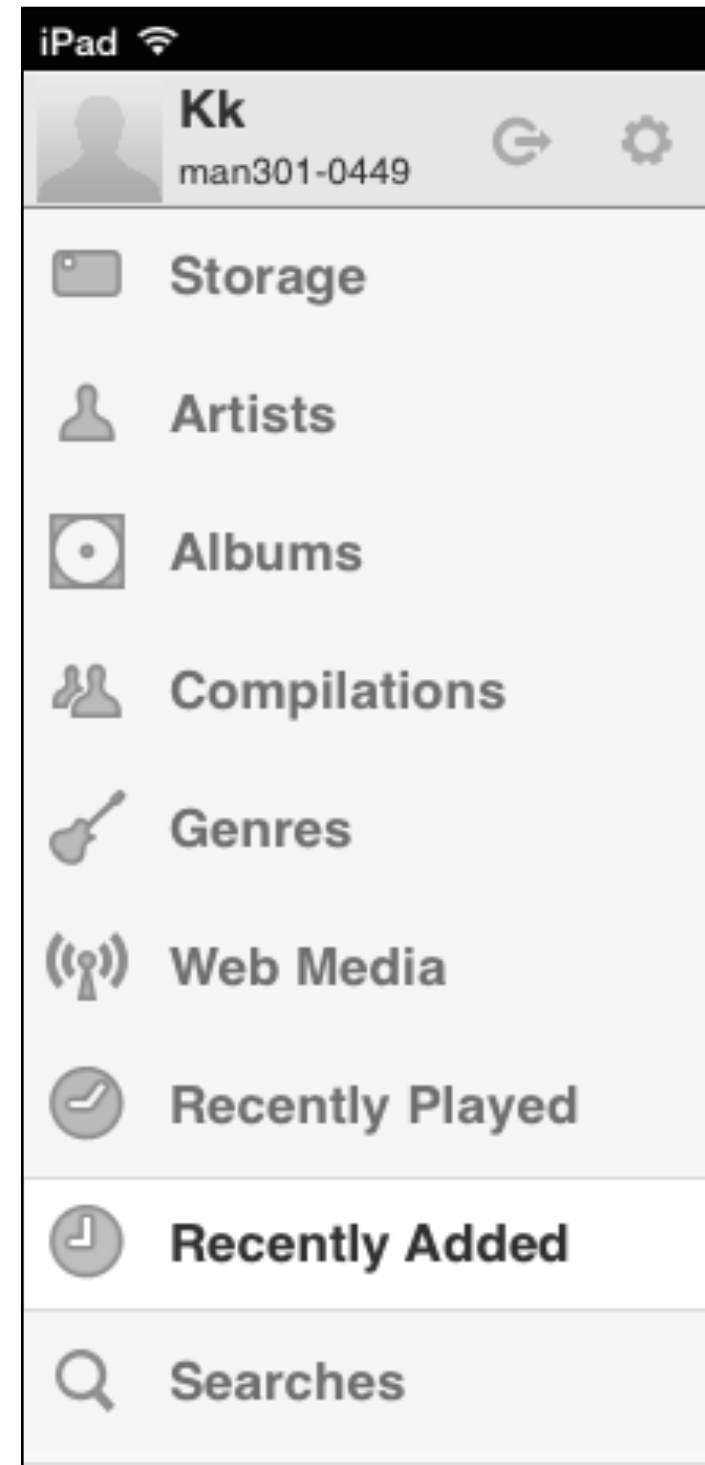 iPad
Kk
man301-0449
Storage
Artists
Albums
Compilations
Genres
Web Media
Recently Played
Recently Added
Searches